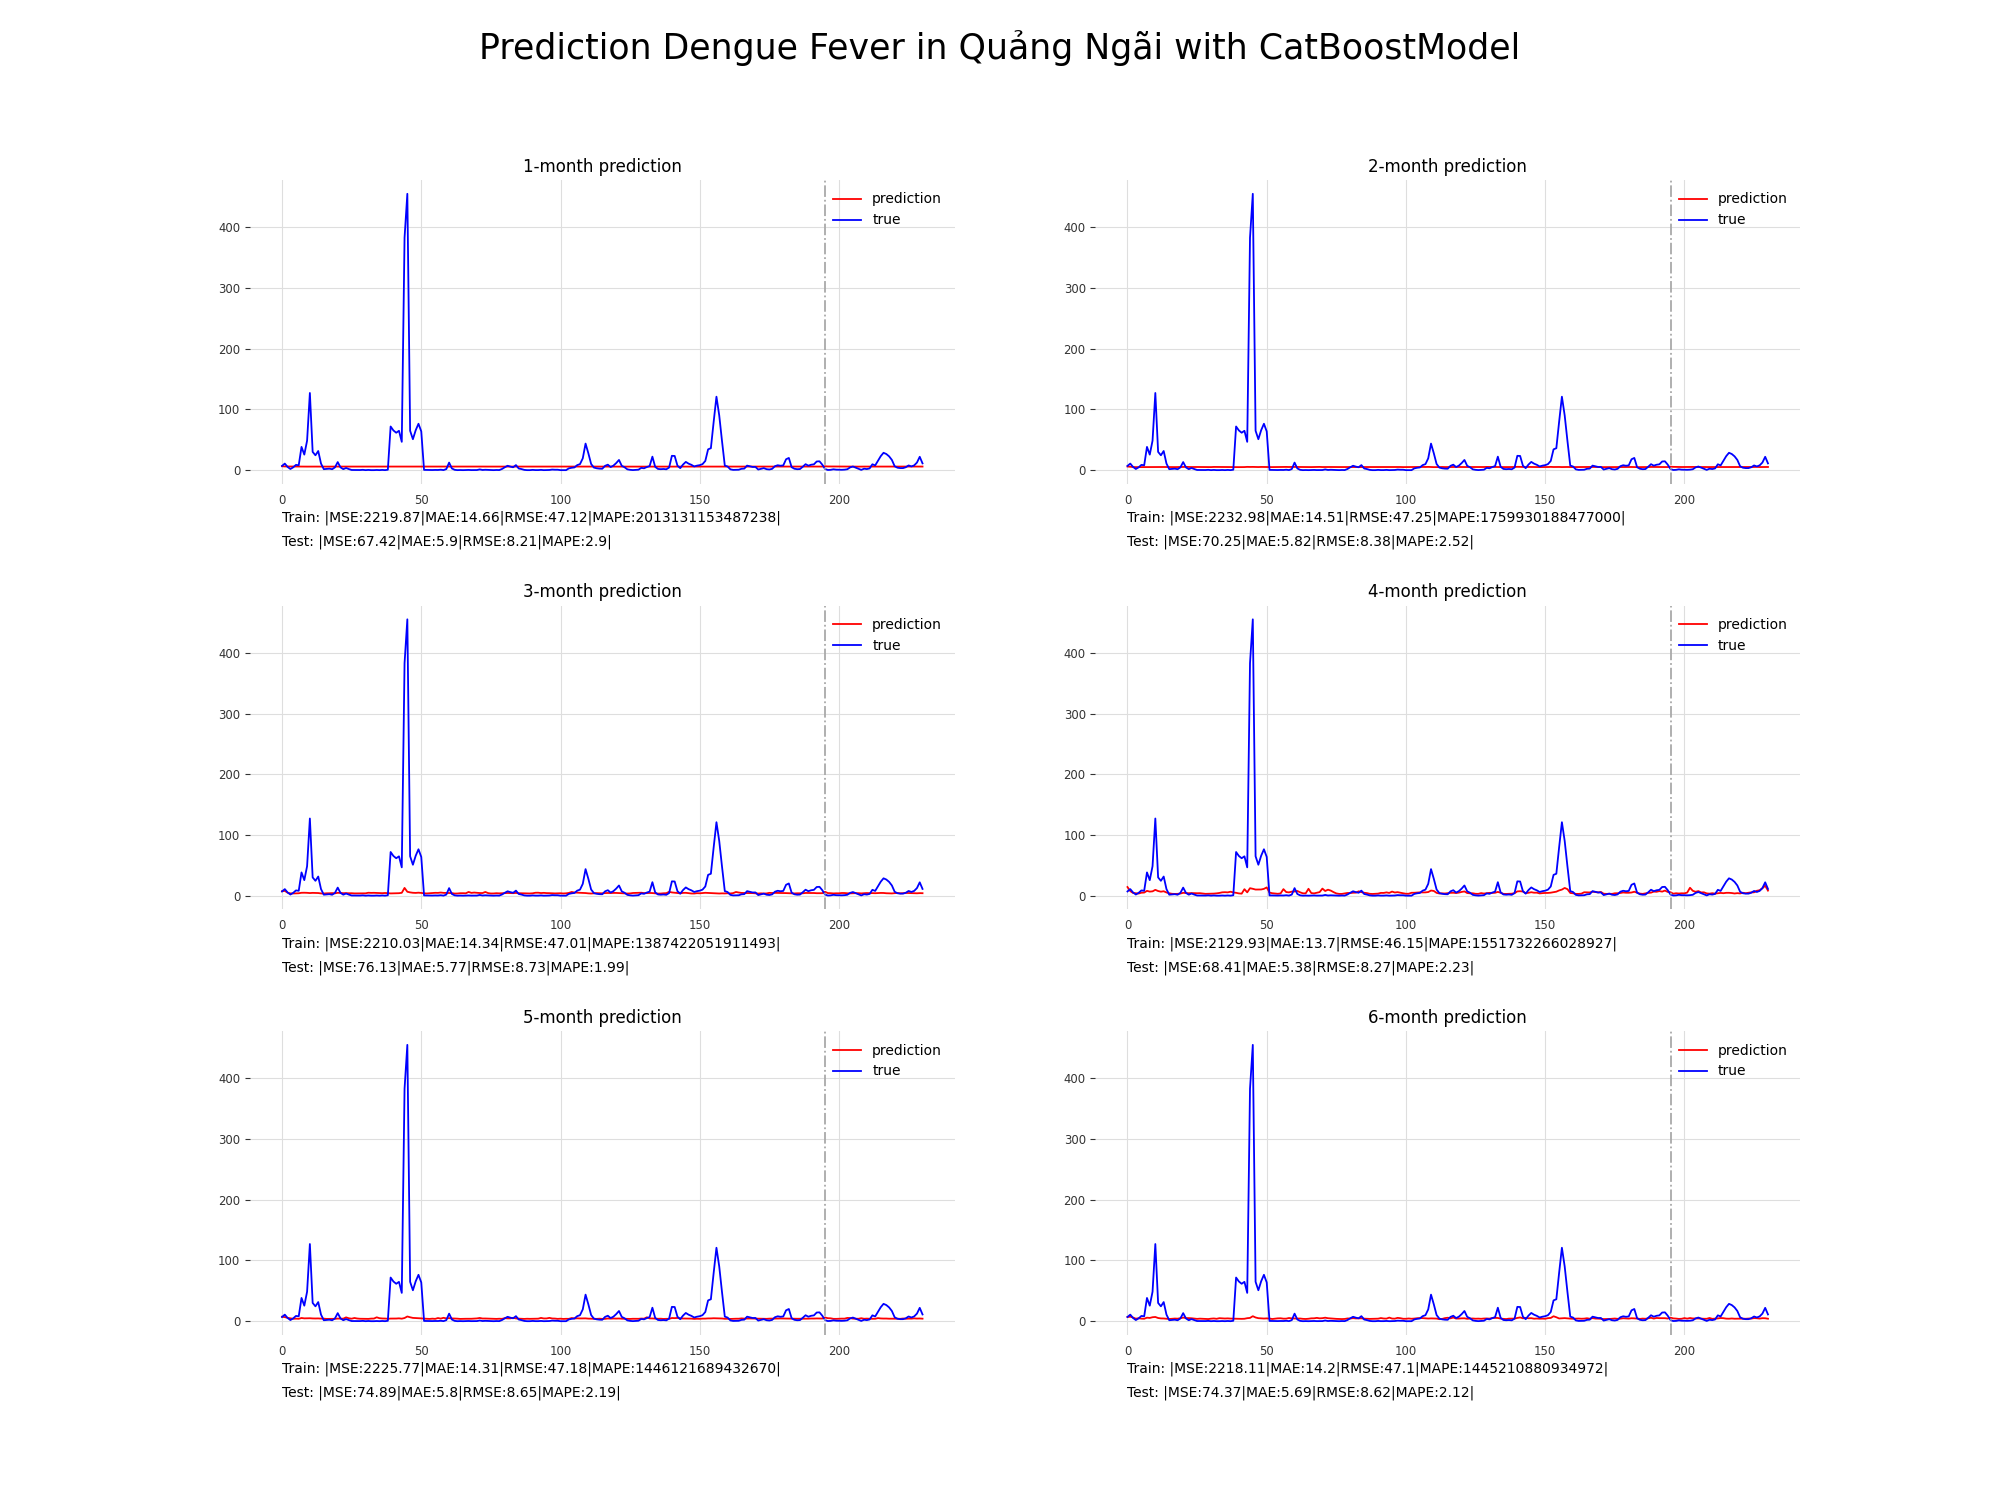 Prediction Dengue Fever in Quảng Ngãi with CatBoostModel
1-month prediction
prediction
true
400
300
200
100
0
0 50 100 150 200
Train: |MSE:2219.87|MAE:14.66|RMSE:47.12|MAPE:2013131153487238|
Test: |MSE:67.42|MAE:5.9|RMSE:8.21|MAPE:2.9|
2-month prediction
prediction
true
400
300
200
100
0
0 50 100 150 200
Train: |MSE:2232.98|MAE:14.51|RMSE:47.25|MAPE:1759930188477000|
Test: |MSE:70.25|MAE:5.82|RMSE:8.38|MAPE:2.52|
3-month prediction
prediction
true
400
300
200
100
0
0 50 100 150 200
Train: |MSE:2210.03|MAE:14.34|RMSE:47.01|MAPE:1387422051911493|
Test: |MSE:76.13|MAE:5.77|RMSE:8.73|MAPE:1.99|
4-month prediction
prediction
true
400
300
200
100
0
0 50 100 150 200
Train: |MSE:2129.93|MAE:13.7|RMSE:46.15|MAPE:1551732266028927|
Test: |MSE:68.41|MAE:5.38|RMSE:8.27|MAPE:2.23|
5-month prediction
prediction
true
400
300
200
100
0
0 50 100 150 200
Train: |MSE:2225.77|MAE:14.31|RMSE:47.18|MAPE:1446121689432670|
Test: |MSE:74.89|MAE:5.8|RMSE:8.65|MAPE:2.19|
6-month prediction
prediction
true
400
300
200
100
0
0 50 100 150 200
Train: |MSE:2218.11|MAE:14.2|RMSE:47.1|MAPE:1445210880934972|
Test: |MSE:74.37|MAE:5.69|RMSE:8.62|MAPE:2.12|